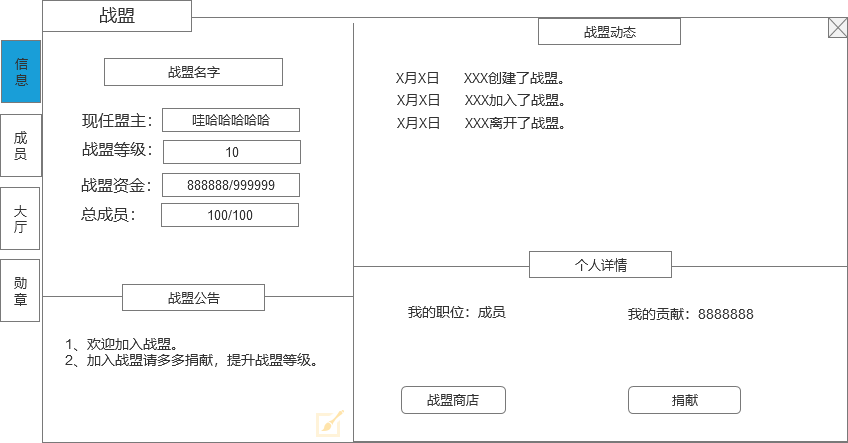 战盟
信息
成员
大厅
勋章
战盟名字
现任盟主：哇哈哈哈哈哈
战盟等级：10
战盟资金：888888/999999
总成员：100/100
战盟公告
1、欢迎加入战盟。
2、加入战盟请多多捐献，提升战盟等级。
战盟动态
X月X日 XXX创建了战盟。
X月X日 XXX加入了战盟。
X月X日 XXX离开了战盟。
个人详情
我的职位：成员
我的贡献：8888888
战盟商店
捐献